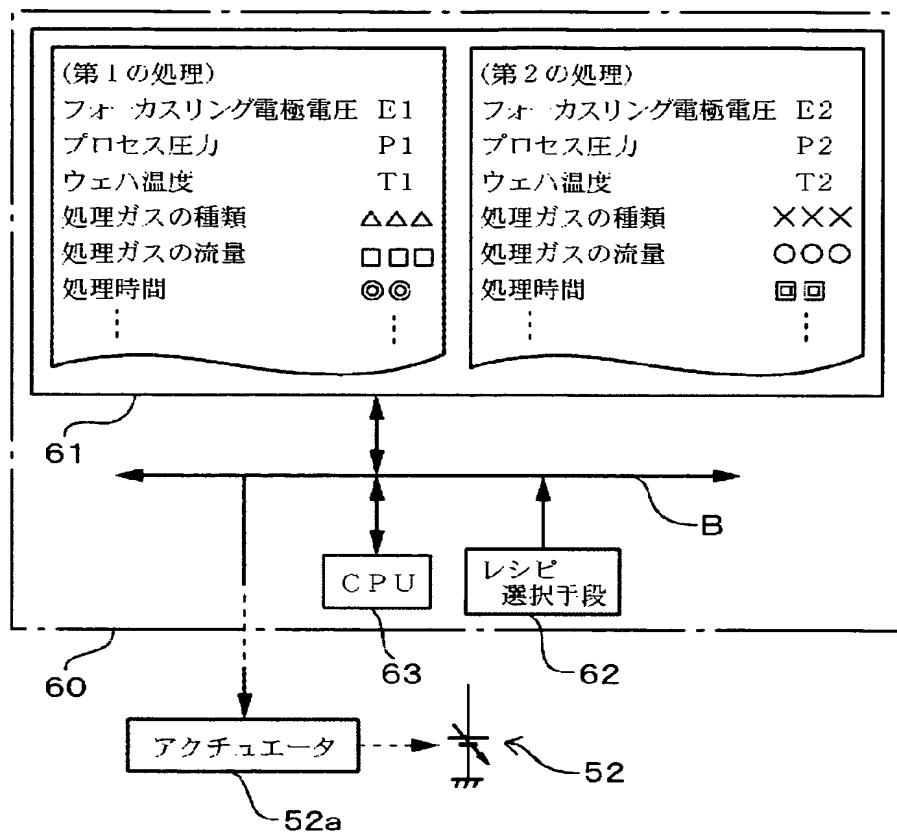 (第1の処理)
フォーカスリング電極電圧 E1
プロセス圧力 P1
ウェハ温度 T1
処理ガスの種類 △△△
処理ガスの流量 □□□
処理時間 ◎◎
(第2の処理)
フォーカスリング電極電圧 E2
プロセス圧力 P2
ウェハ温度 T2
処理ガスの種類 ×××
処理ガスの流量 ○○○
処理時間 回回
61
B
CPU
レシピ
選択手段
63
62
60
アクチュエータ
52
52a